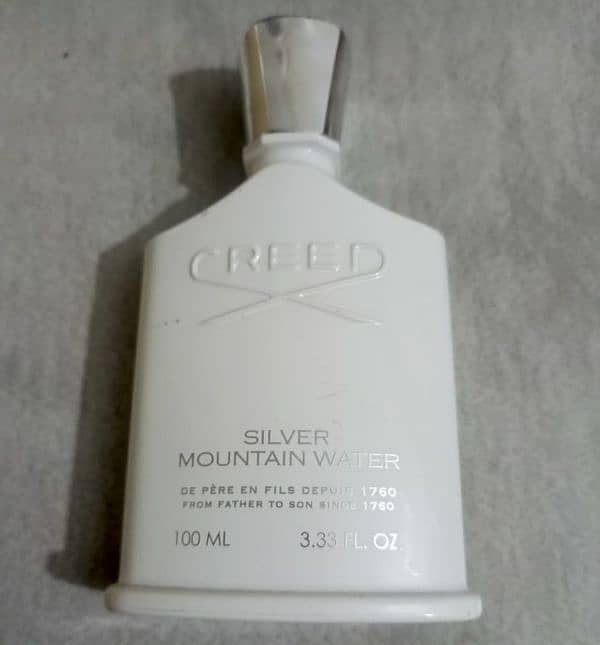 CREED
SILVER
MOUNTAIN WATER
DE PÈRE EN FILS DEPUIS 1760
FROM FATHER TO SON SINCE 1760
100 ML 3.33 FL. OZ.